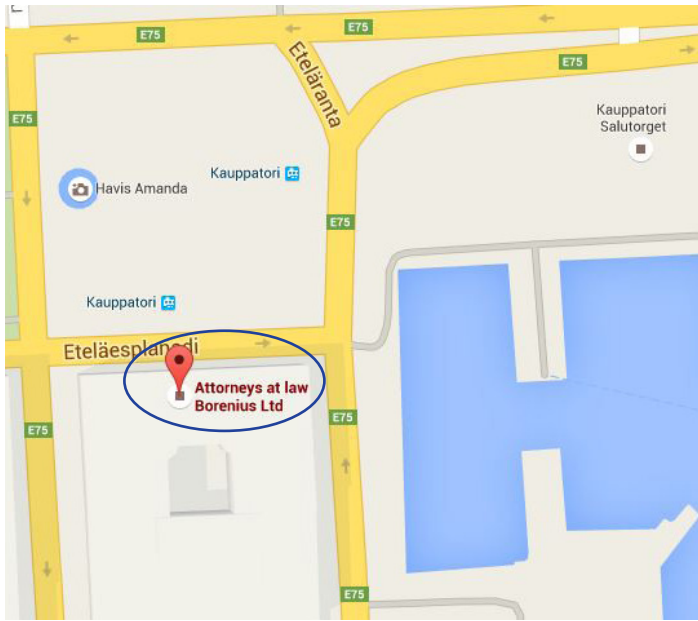 E75
E75
Eteläranta
E75
E75
Kauppatori
Salutorget
Kauppatori
Havis Amanda
E75
Kauppatori
Eteläesplanadi
Attorneys at law
Borenius Ltd
E75
E75
E75